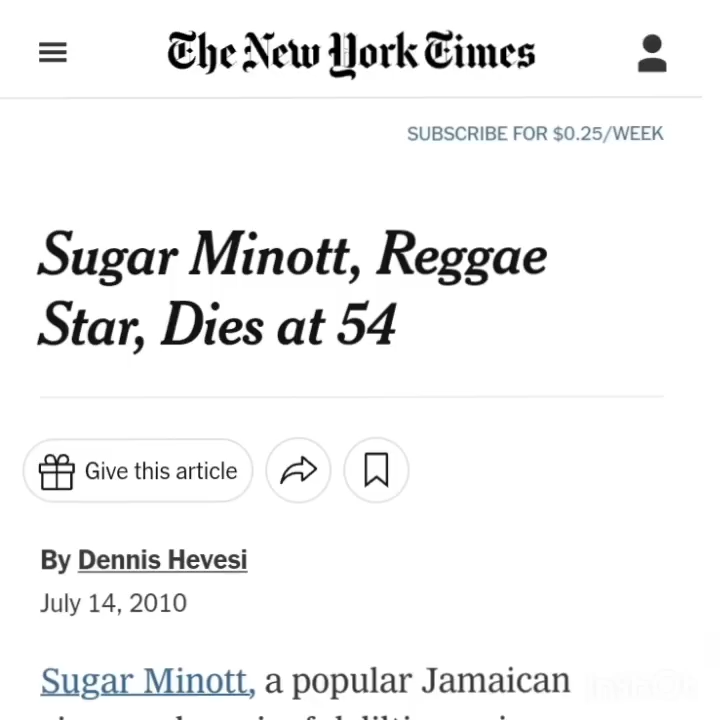 The New York Times
SUBSCRIBE FOR $0.25/WEEK
Sugar Minott, Reggae
Star, Dies at 54
Give this article
By Dennis Hevesi
July 14, 2010
Sugar Minott, a popular Jamaican